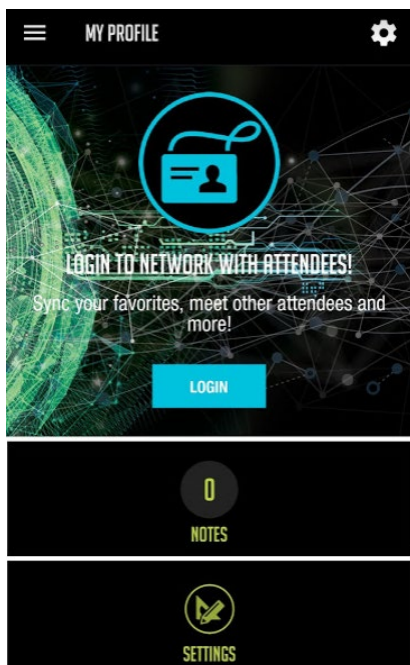 MY PROFILE
LOGIN TO NETWORK WITH ATTENDEES!
Sync your favorites, meet other attendees and
more!
LOGIN
0
NOTES
SETTINGS